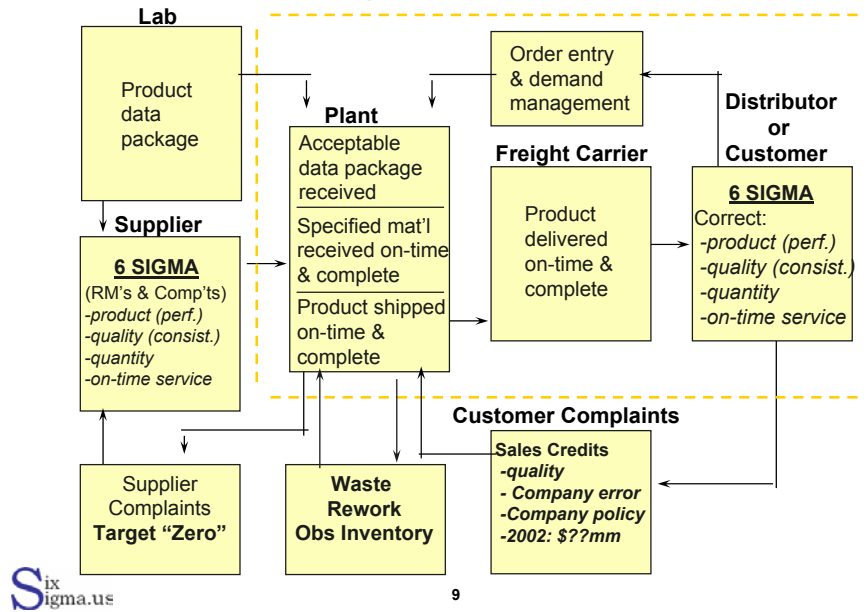 Lab
Product
data
package
Order entry
& demand
management
Distributor
or
Customer
Plant
Acceptable
data package
received
Specified mat'l
received on-time
& complete
Product shipped
on-time &
complete
Freight Carrier
Product
delivered
on-time &
complete
6 SIGMA
Correct:
-product (perf.)
-quality (consist.)
-quantity
-on-time service
Supplier
6 SIGMA
(RM's & Comp'ts)
-product (perf.)
-quality (consist.)
-quantity
-on-time service
Customer Complaints
Sales Credits
-quality
- Company error
-Company policy
-2002: $??mm
Supplier
Complaints
Target “Zero”
Waste
Rework
Obs Inventory
Six
Sigma.us
9